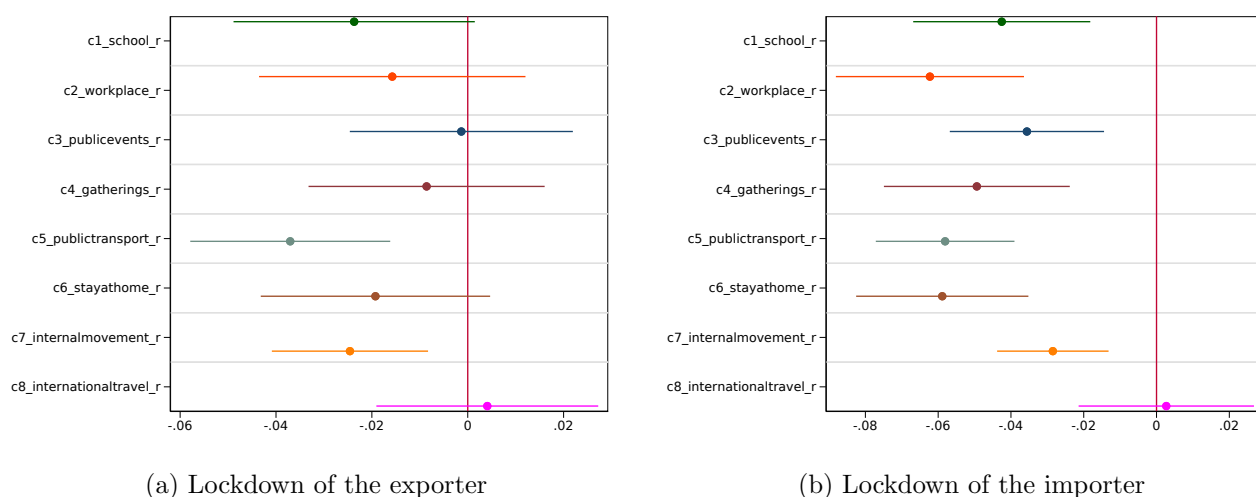 c1_school_r
c2_workplace_r
c3_publicevents_r
c4_gatherings_r
c5_publictransport_r
c6_stayathome_r
c7_internalmovement_r
c8_internationaltravel_r
-.06 -.04 -.02 0 .02
(a) Lockdown of the exporter
c1_school_r
c2_workplace_r
c3_publicevents_r
c4_gatherings_r
c5_publictransport_r
c6_stayathome_r
c7_internalmovement_r
c8_internationaltravel_r
-.08 -.06 -.04 -.02 0 .02
(b) Lockdown of the importer